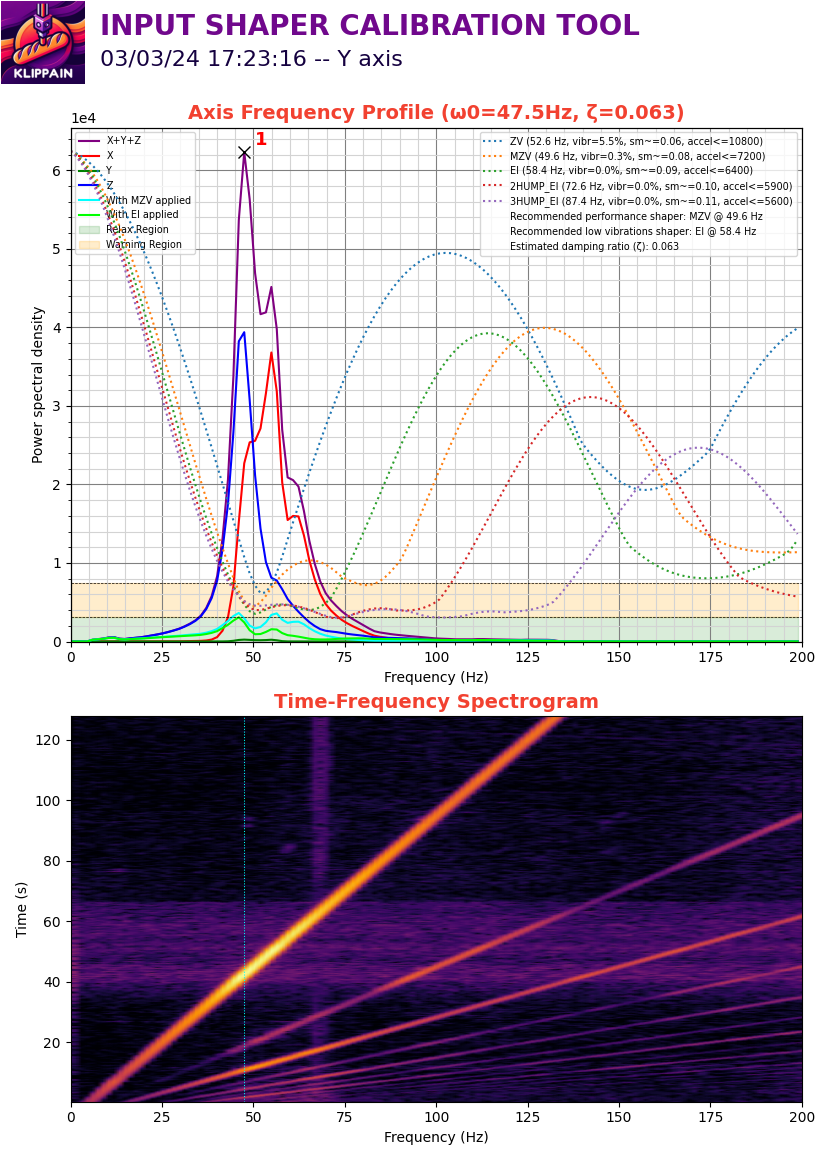 KLIPPAIN
INPUT SHAPER CALIBRATION TOOL
03/03/24 17:23:16 -- Y axis
Axis Frequency Profile (ω0=47.5Hz, ζ=0.063)
1e4
1
X+Y+Z
X
Y
Z
With MZV applied
With EI applied
Relax Region
Warning Region
ZV (52.6 Hz, vibr=5.5%, sm~=0.06, accel<=10800)
MZV (49.6 Hz, vibr=0.3%, sm~=0.08, accel<=7200)
EI (58.4 Hz, vibr=0.0%, sm~=0.09, accel<=6400)
2HUMP_EI (72.6 Hz, vibr=0.0%, sm~=0.10, accel<=5900)
3HUMP_EI (87.4 Hz, vibr=0.0%, sm~=0.11, accel<=5600)
Recommended performance shaper: MZV @ 49.6 Hz
Recommended low vibrations shaper: EI @ 58.4 Hz
Estimated damping ratio (ζ): 0.063
Power spectral density
6
5
4
3
2
1
0
0 25 50 75 100 125 150 175 200
Frequency (Hz)
Time-Frequency Spectrogram
Time (s)
120
100
80
60
40
20
0 25 50 75 100 125 150 175 200
Frequency (Hz)